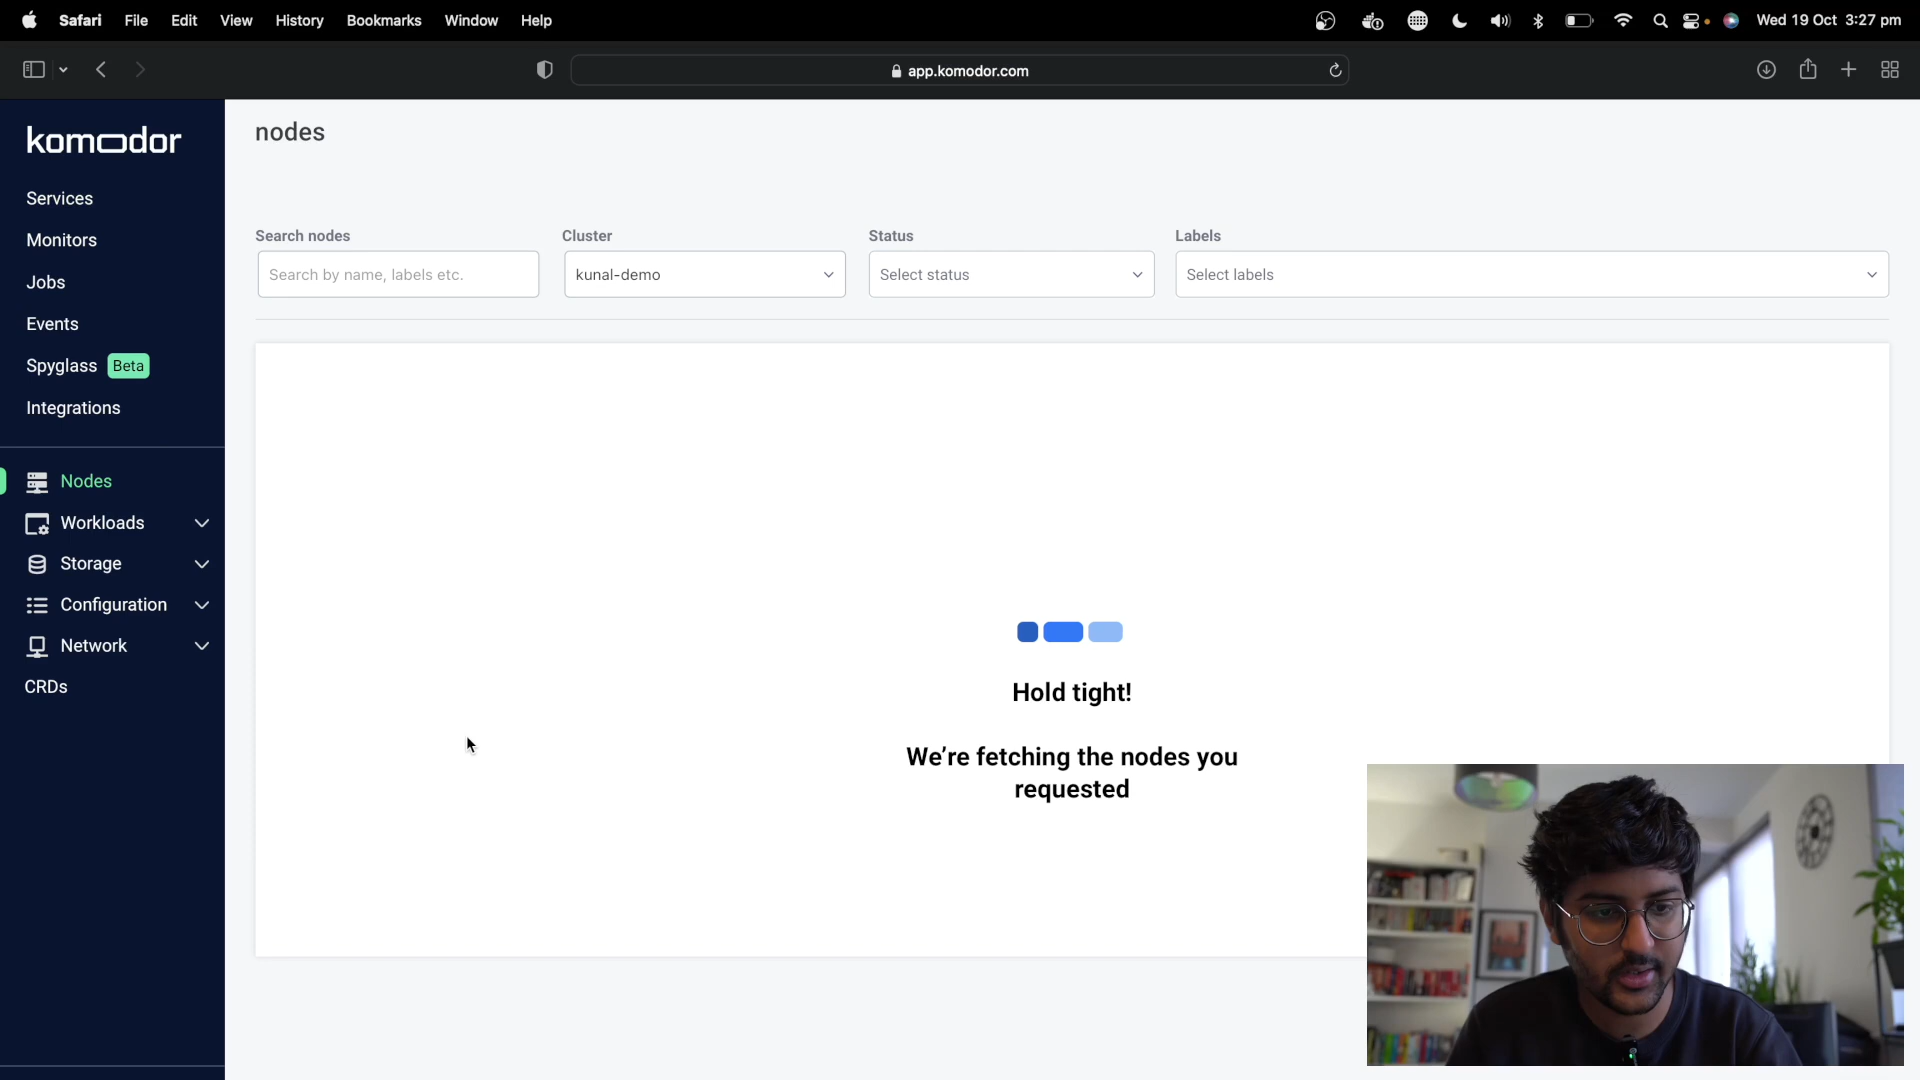 Safari File Edit View History Bookmarks Window Help Wed 19 Oct 3:27 pm
app.komodor.com
komodor
nodes
Services
Monitors
Jobs
Events
Spyglass Beta
Integrations
Nodes
Workloads
Storage
Configuration
Network
CRDs
Search nodes Cluster Status Labels
Search by name, labels etc. kunal-demo Select status Select labels
Hold tight!
We're fetching the nodes you
requested